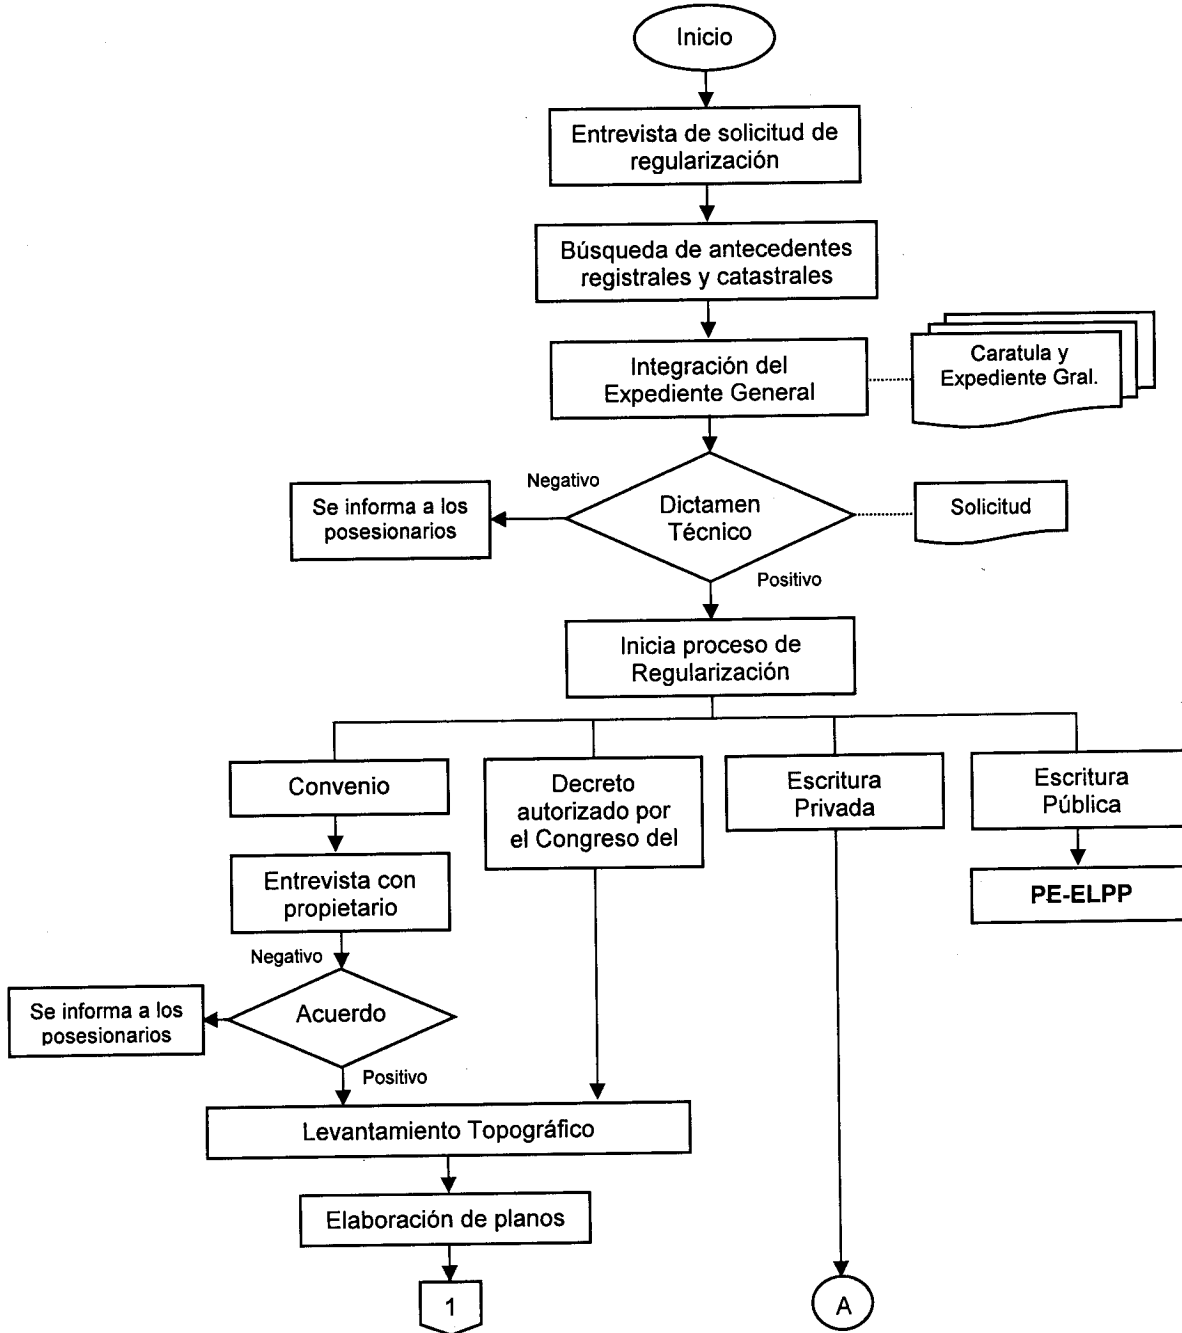 Inicio
Entrevista de solicitud de
regularización
Búsqueda de antecedentes
registrales y catastrales
Integración del
Expediente General
Caratula y
Expediente Gral.
Negativo
Se informa a los
posesionarios
Dictamen
Técnico
Solicitud
Positivo
Inicia proceso de
Regularización
Convenio
Decreto
autorizado por
el Congreso del
Escritura
Privada
Escritura
Pública
Entrevista con
propietario
PE-ELPP
Negativo
Se informa a los
posesionarios
Acuerdo
Positivo
Levantamiento Topográfico
Elaboración de planos
1
A